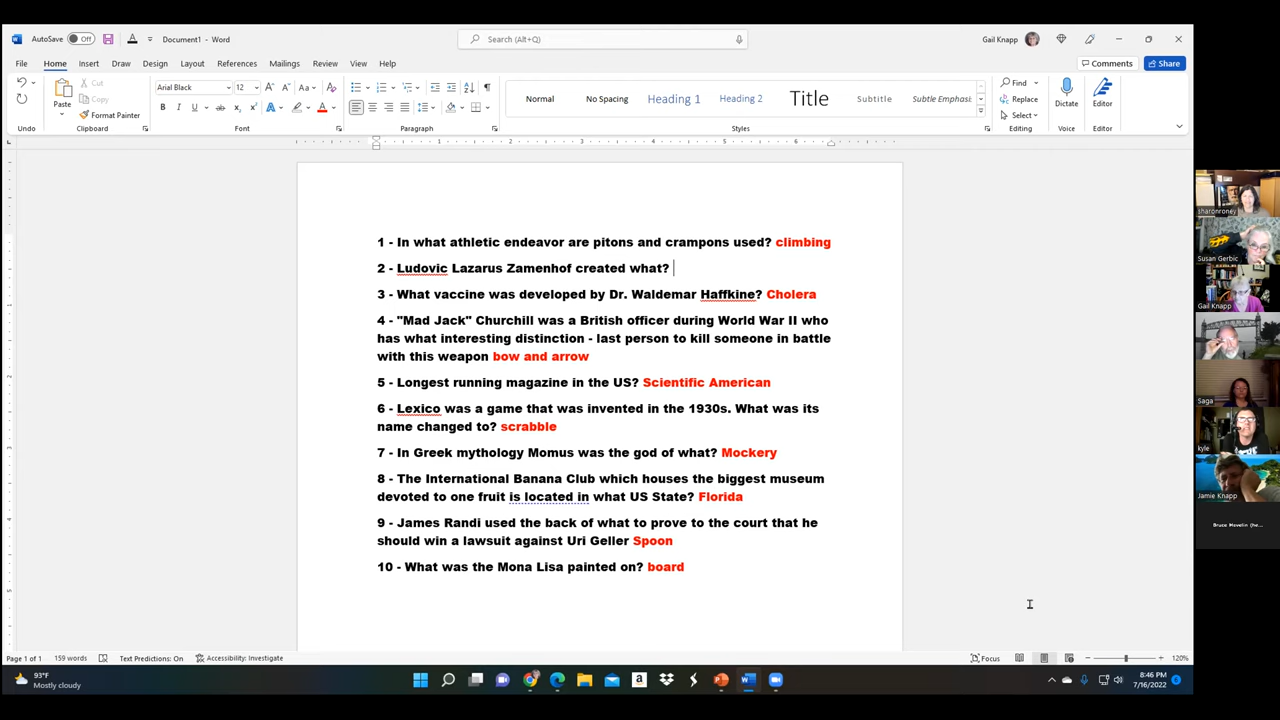 AutoSave Off Document1 - Word Search (Alt+Q) Gail Knapp
File Home Insert Draw Design Layout References Mailings Review View Help Comments Share
Paste Cut Copy Format Painter Arial Black 12 Normal No Spacing Heading 1 Heading 2 Title Subtitle Subtle Emphasi. Find Replace Select Dictate Editor
Undo Clipboard Font Paragraph Styles Editing Voice Editor
1 - In what athletic endeavor are pitons and crampons used? climbing
2 - Ludovic Lazarus Zamenhof created what?
3 - What vaccine was developed by Dr. Waldemar Haffkine? Cholera
4 - "Mad Jack" Churchill was a British officer during World War II who
has what interesting distinction - last person to kill someone in battle
with this weapon bow and arrow
5 - Longest running magazine in the US? Scientific American
6 - Lexico was a game that was invented in the 1930s. What was its
name changed to? scrabble
7 - In Greek mythology Momus was the god of what? Mockery
8 - The International Banana Club which houses the biggest museum
devoted to one fruit is located in what US State? Florida
9 - James Randi used the back of what to prove to the court that he
should win a lawsuit against Uri Geller Spoon
10 - What was the Mona Lisa painted on? board
sharonroney
Susan Gerbic
Gail Knapp
Saga
kyle
Jamie Knapp
Bruce Mavelin (he...
Page 1 of 1 159 words Text Predictions: On Accessibility: Investigate Focus 120%
93°F
Mostly cloudy
8:46 PM
7/16/2022